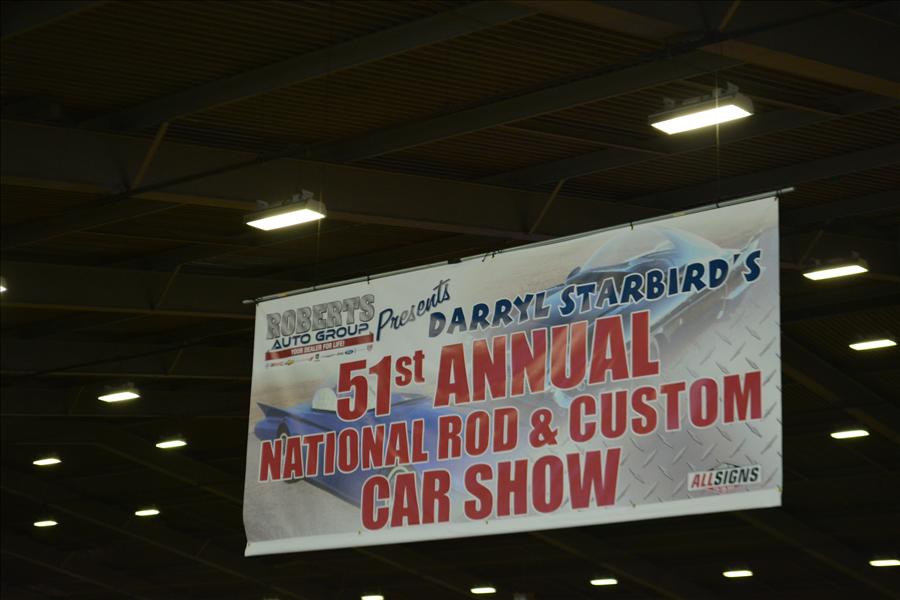 ROBERTS
AUTO GROUP
YOUR DEALER FOR LIFE!
Presents
DARRYL STARBIRD'S
51st ANNUAL
NATIONAL ROD & CUSTOM
CAR SHOW
ALLSIGNS